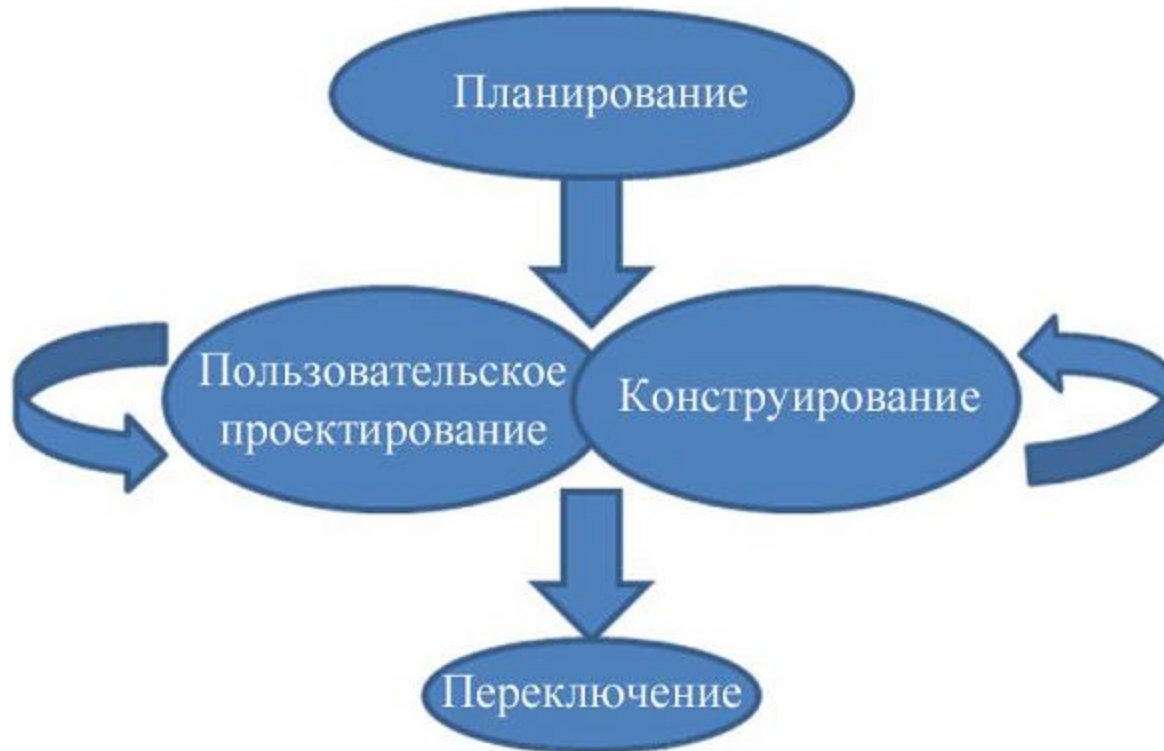 Планирование
Пользовательское
проектирование
Конструирование
Переключение